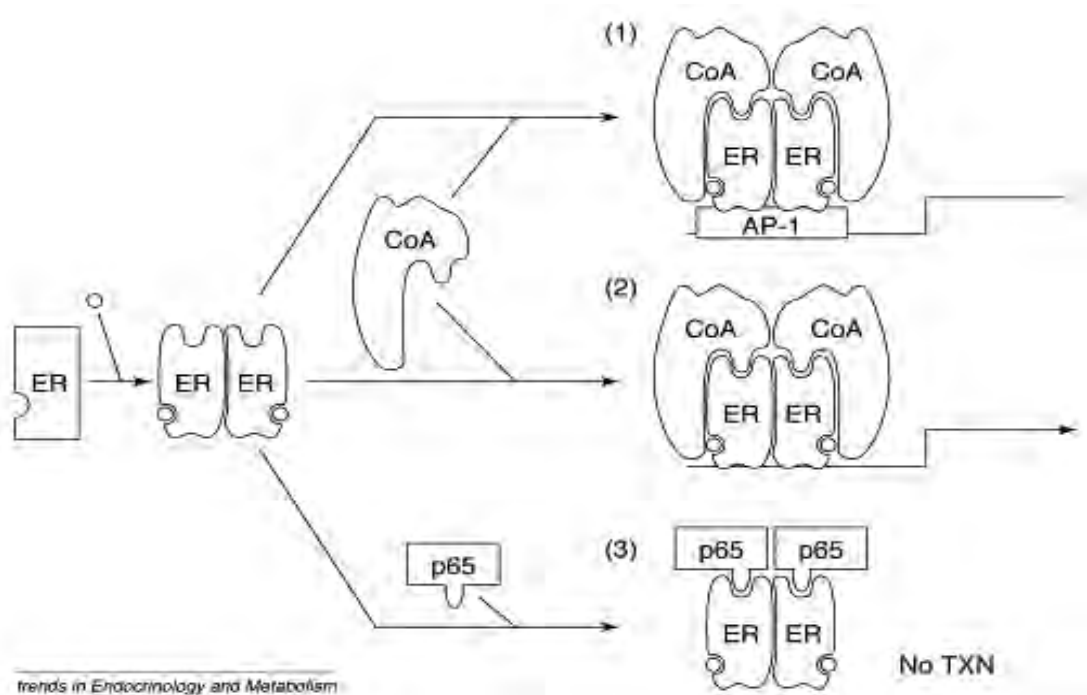 (1)
CoA CoA
ER ER
AP-1
CoA
(2)
CoA CoA
ER
ER ER
ER ER
p65
(3)
p65 p65
ER ER
No TXN
trends in Endocrinology and Metabolism